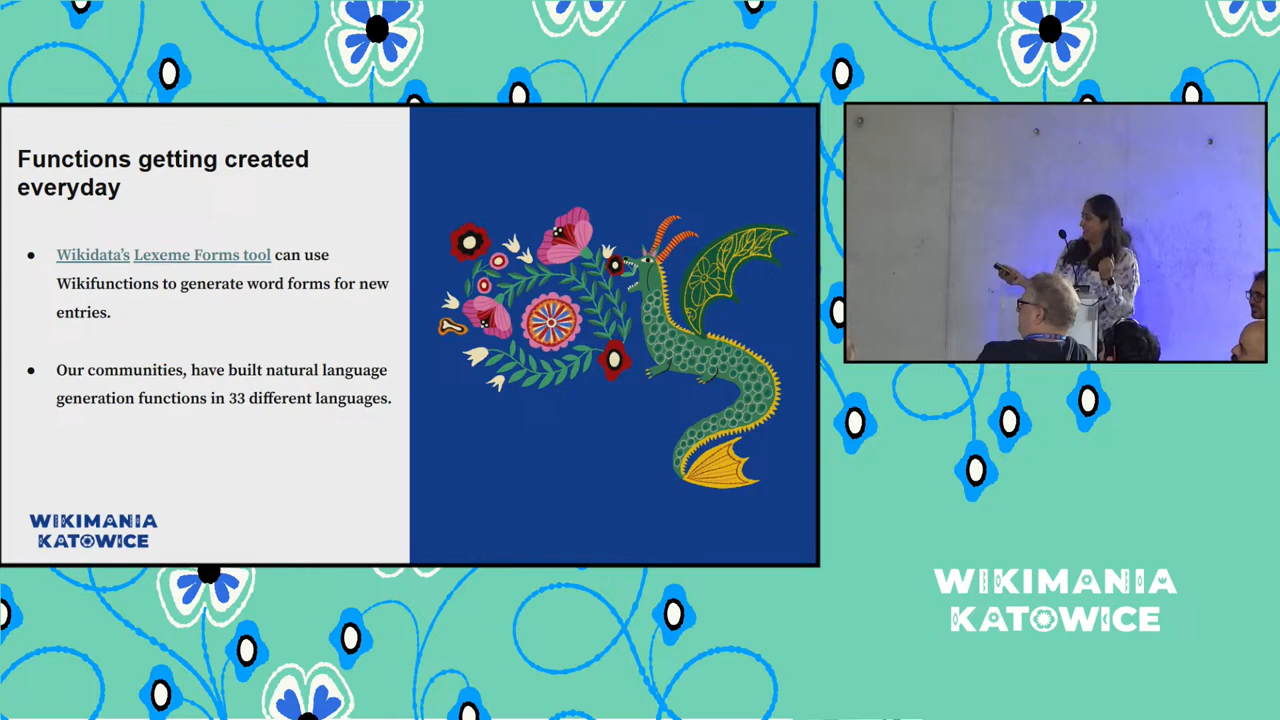 Functions getting created
everyday
Wikidata's Lexeme Forms tool can use
Wikifunctions to generate word forms for new
entries.
Our communities, have built natural language
generation functions in 33 different languages.
WIKIMANIA
KATOWICE
WIKIMANIA
KATOWICE